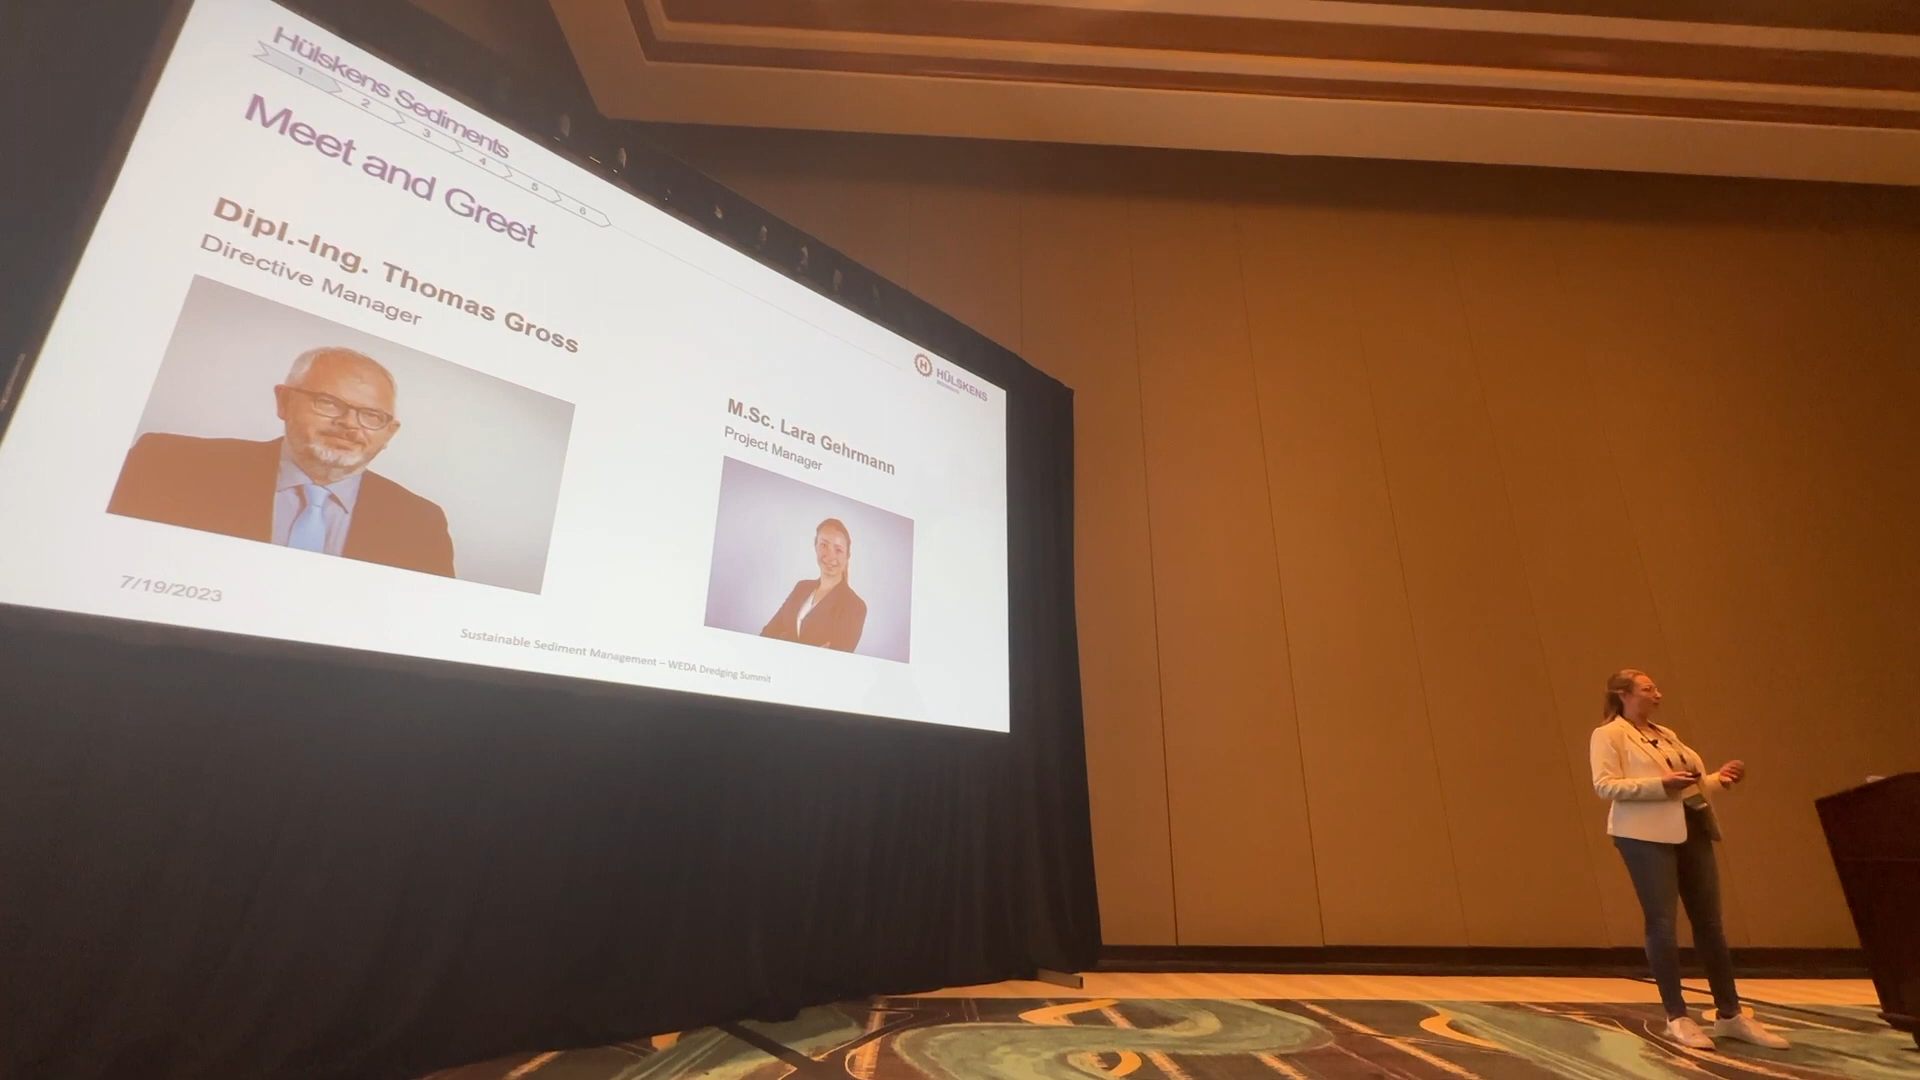 Hülskens Sediments
1
2
3
4
5
6
Meet and Greet
Dipl.-Ing. Thomas Gross
Directive Manager
H
HÜLSKENS
M.Sc. Lara Gehrmann
Project Manager
7/19/2023
Sustainable Sediment Management – WEDA Dredging Summit